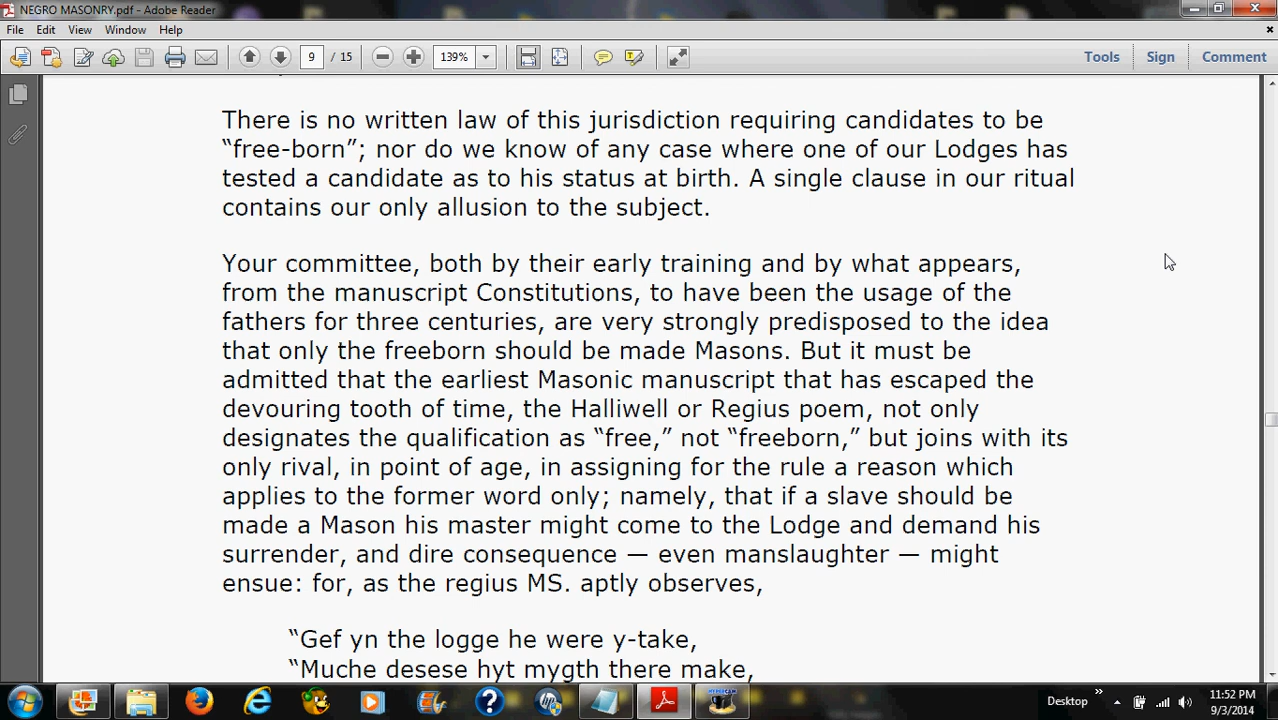 NEGRO MASONRY.pdf - Adobe Reader
File Edit View Window Help
9 / 15 139% Tools Sign Comment
There is no written law of this jurisdiction requiring candidates to be
“free-born”; nor do we know of any case where one of our Lodges has
tested a candidate as to his status at birth. A single clause in our ritual
contains our only allusion to the subject.
Your committee, both by their early training and by what appears,
from the manuscript Constitutions, to have been the usage of the
fathers for three centuries, are very strongly predisposed to the idea
that only the freeborn should be made Masons. But it must be
admitted that the earliest Masonic manuscript that has escaped the
devouring tooth of time, the Halliwell or Regius poem, not only
designates the qualification as “free,” not “freeborn,” but joins with its
only rival, in point of age, in assigning for the rule a reason which
applies to the former word only; namely, that if a slave should be
made a Mason his master might come to the Lodge and demand his
surrender, and dire consequence — even manslaughter — might
ensue: for, as the regius MS. aptly observes,
“Gef yn the logge he were y-take,
“Muche desese hyt mygth there make,
Desktop 11:52 PM
9/3/2014